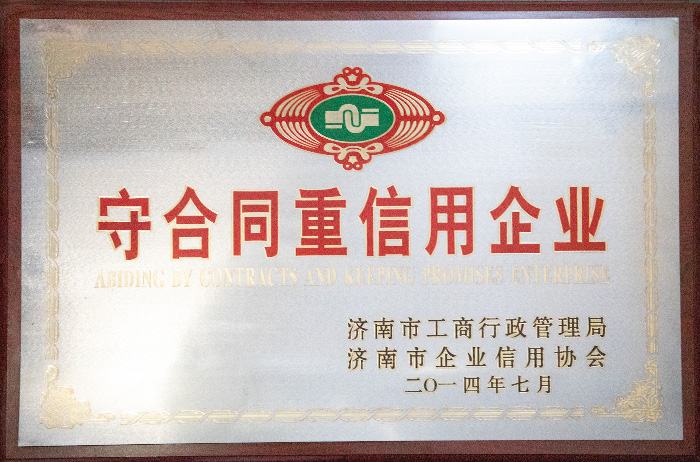 守合同重信用企业
ABIDING BY CONTRACTS AND KEEPING PROMISES ENTERPRISE
济南市工商行政管理局
济南市企业信用协会
二〇一四年七月